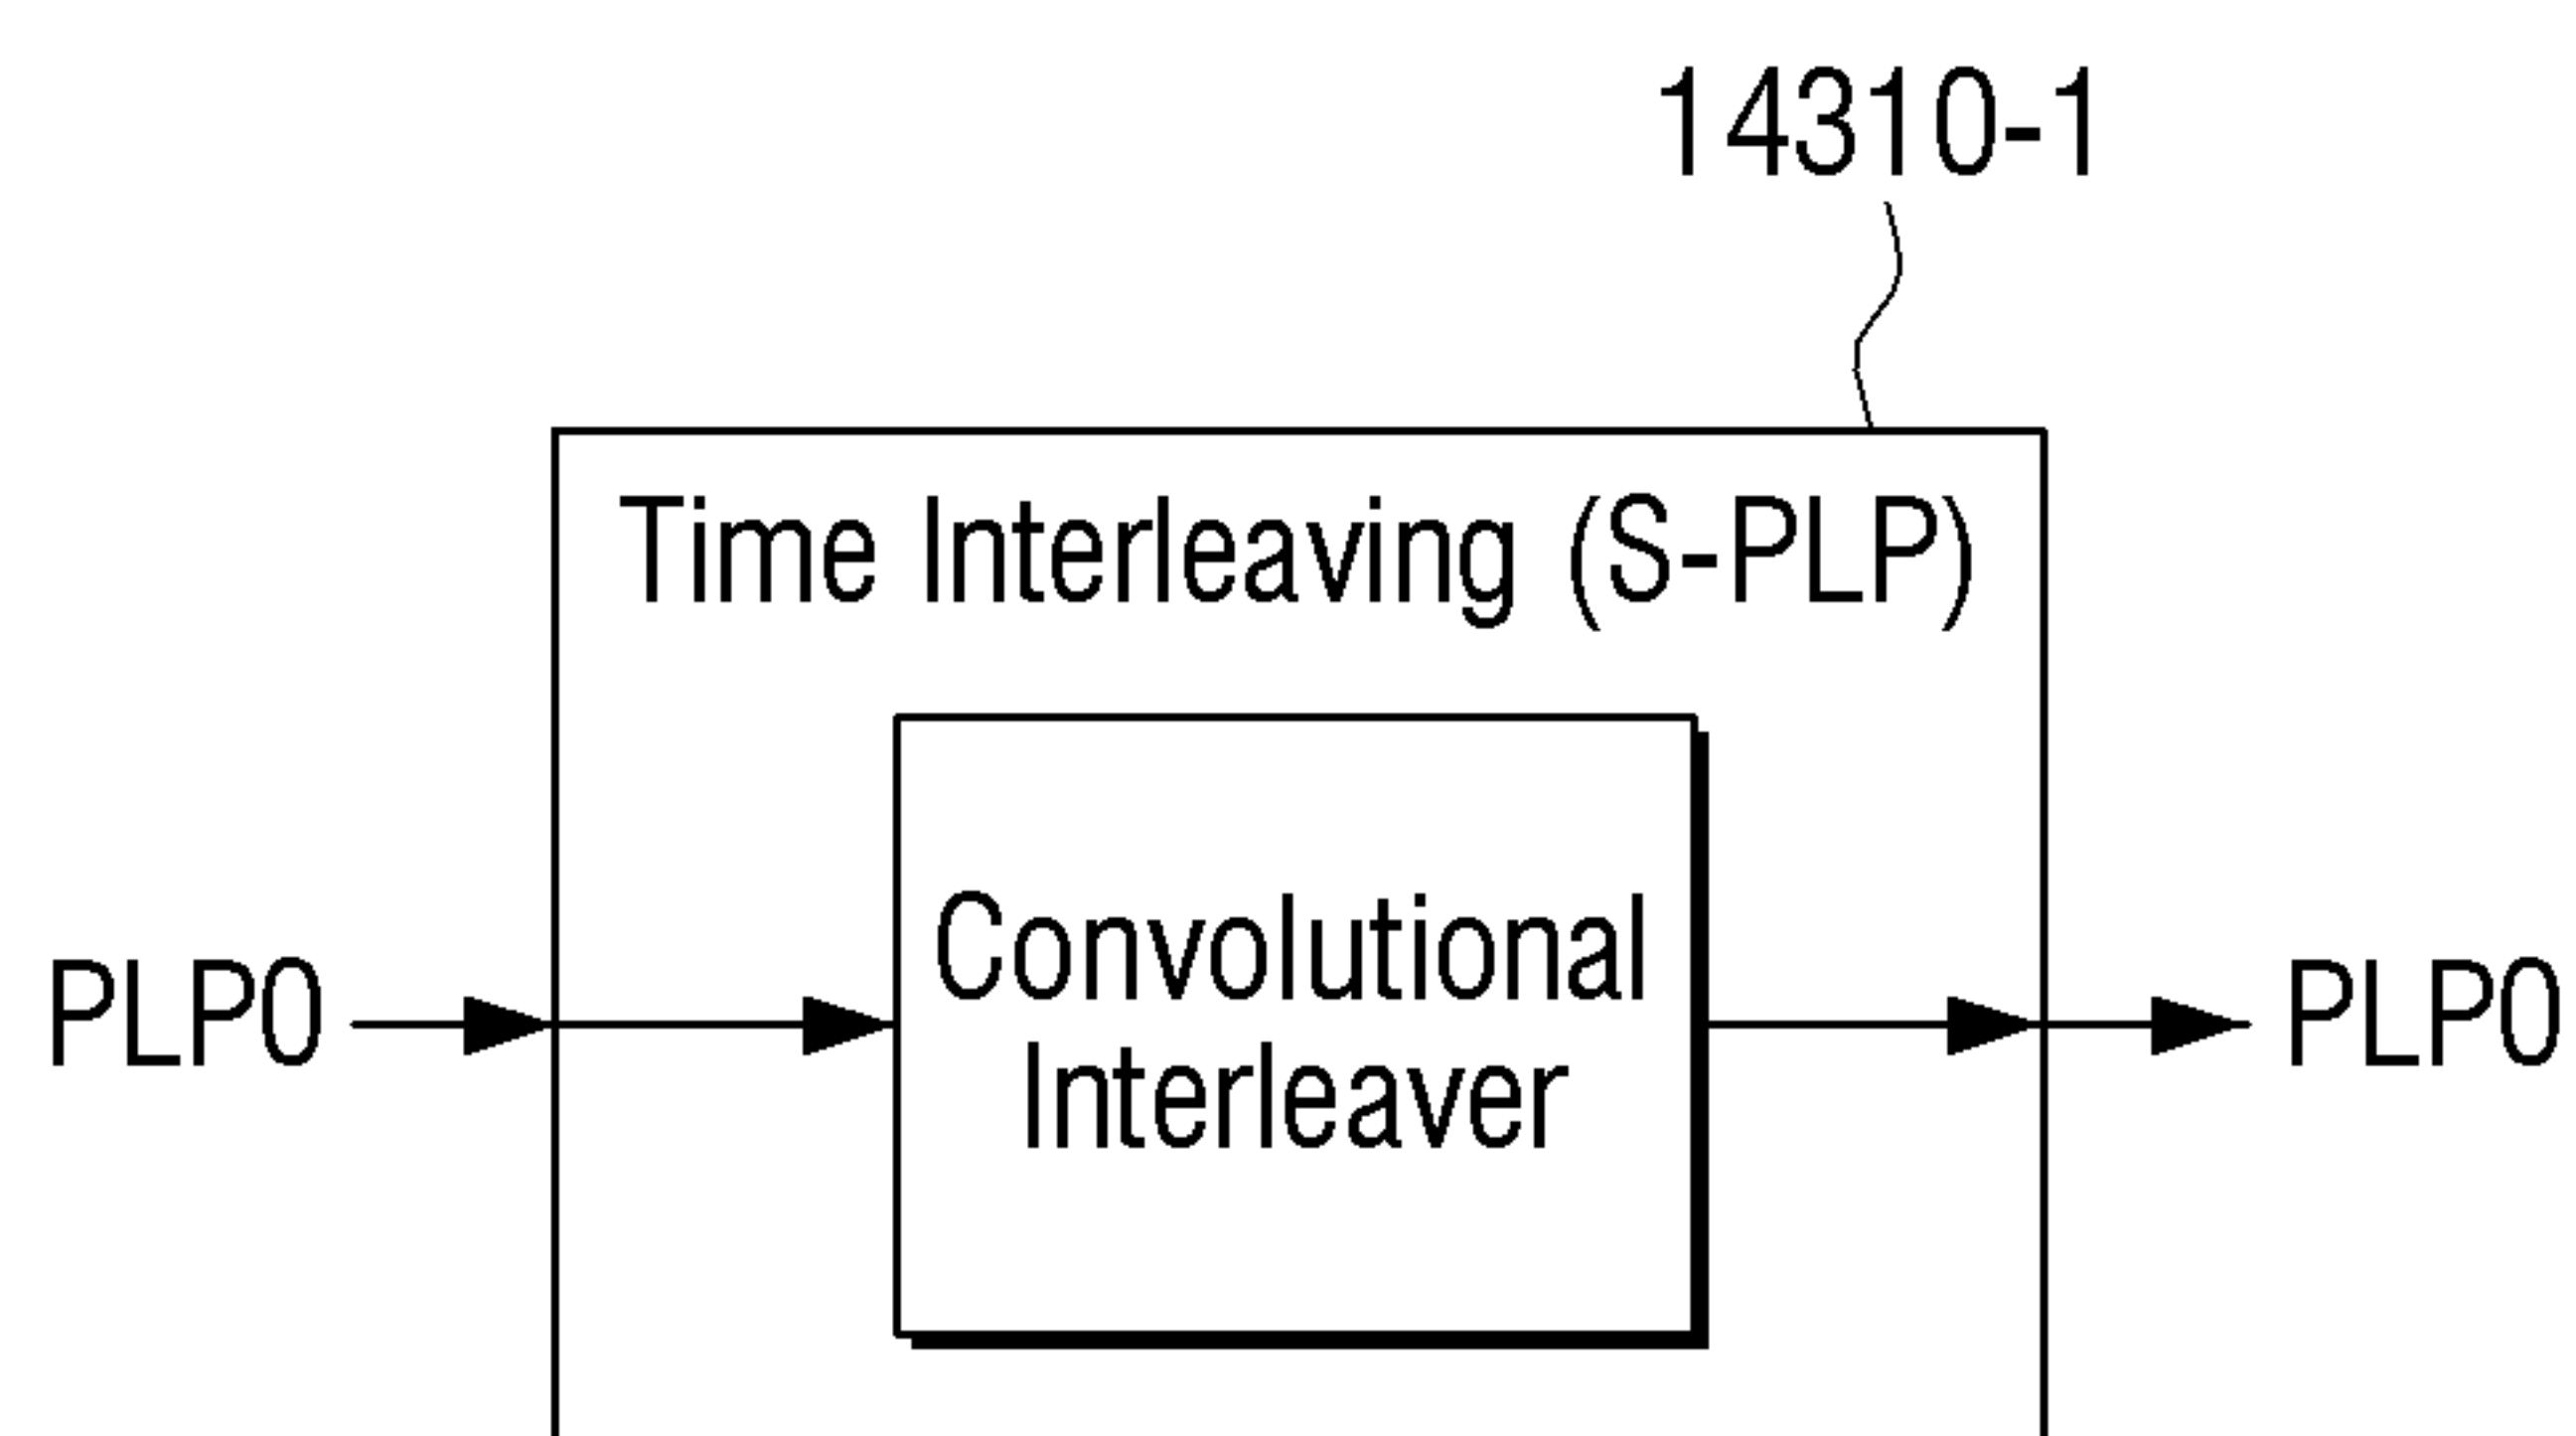 14310-1
Time Interleaving (S-PLP)
PLP0
Convolutional
Interleaver
PLP0